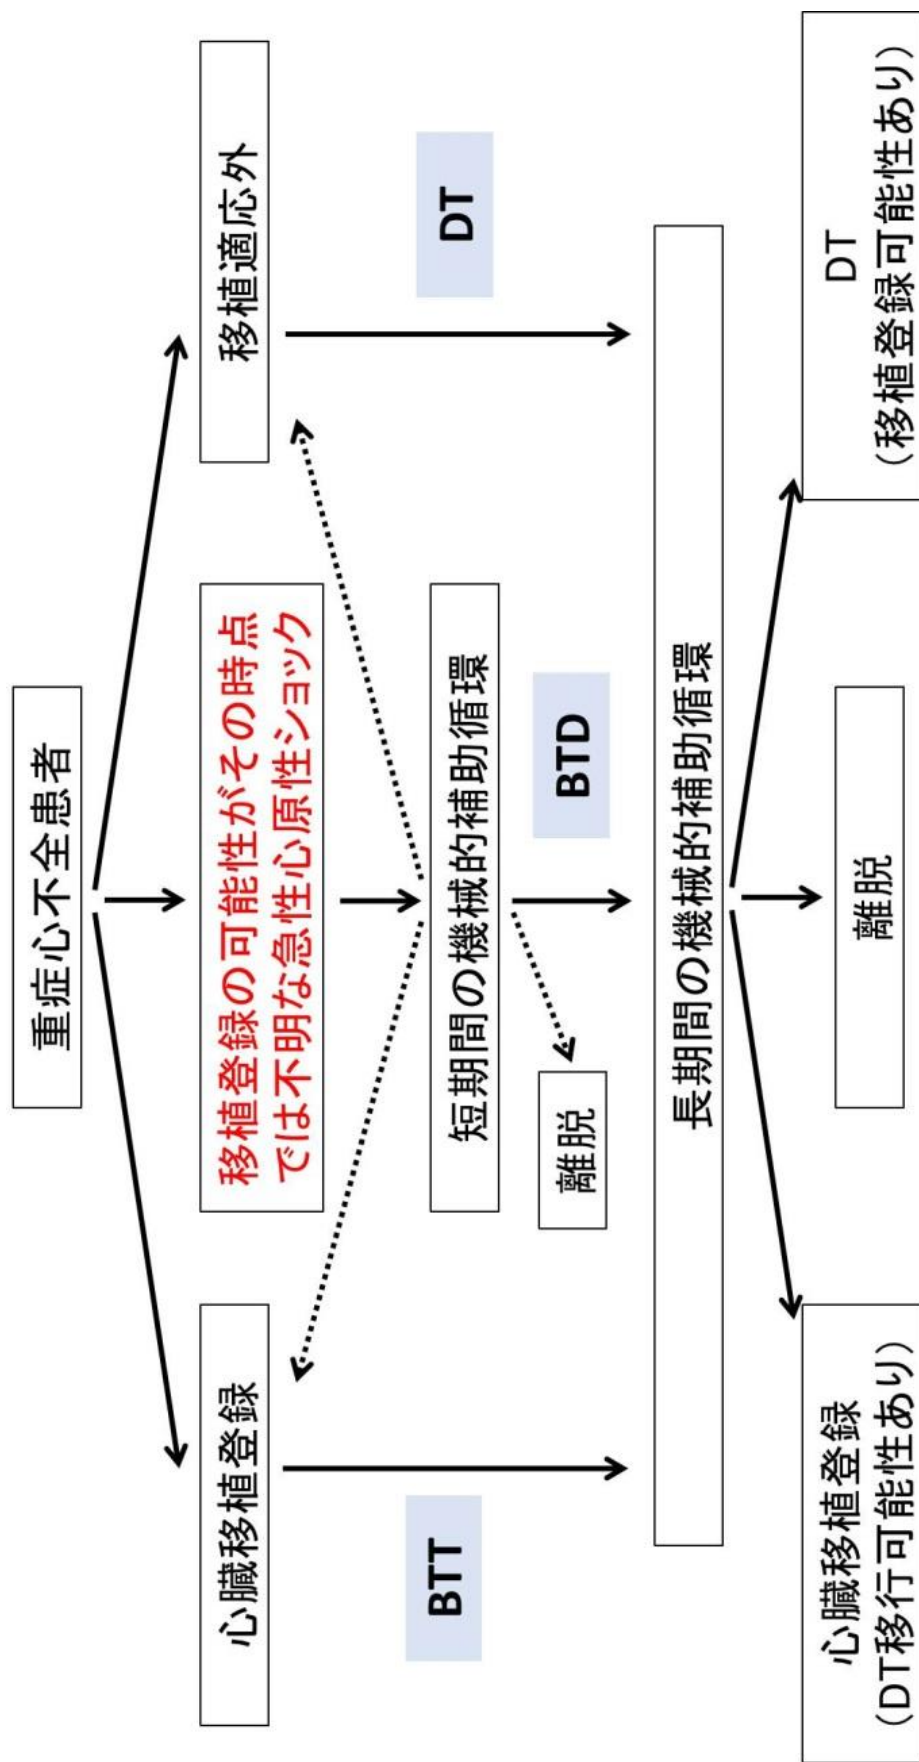 重症心不全患者
心臓移植登録
移植登録の可能性がその時点
では不明な急性心原性ショック
移植適応外
短期間の機械的補助循環
BTT
離脱
BTD
DT
長期間の機械的補助循環
心臓移植登録
（DT移行可能性あり）
離脱
DT
（移植登録可能性あり）